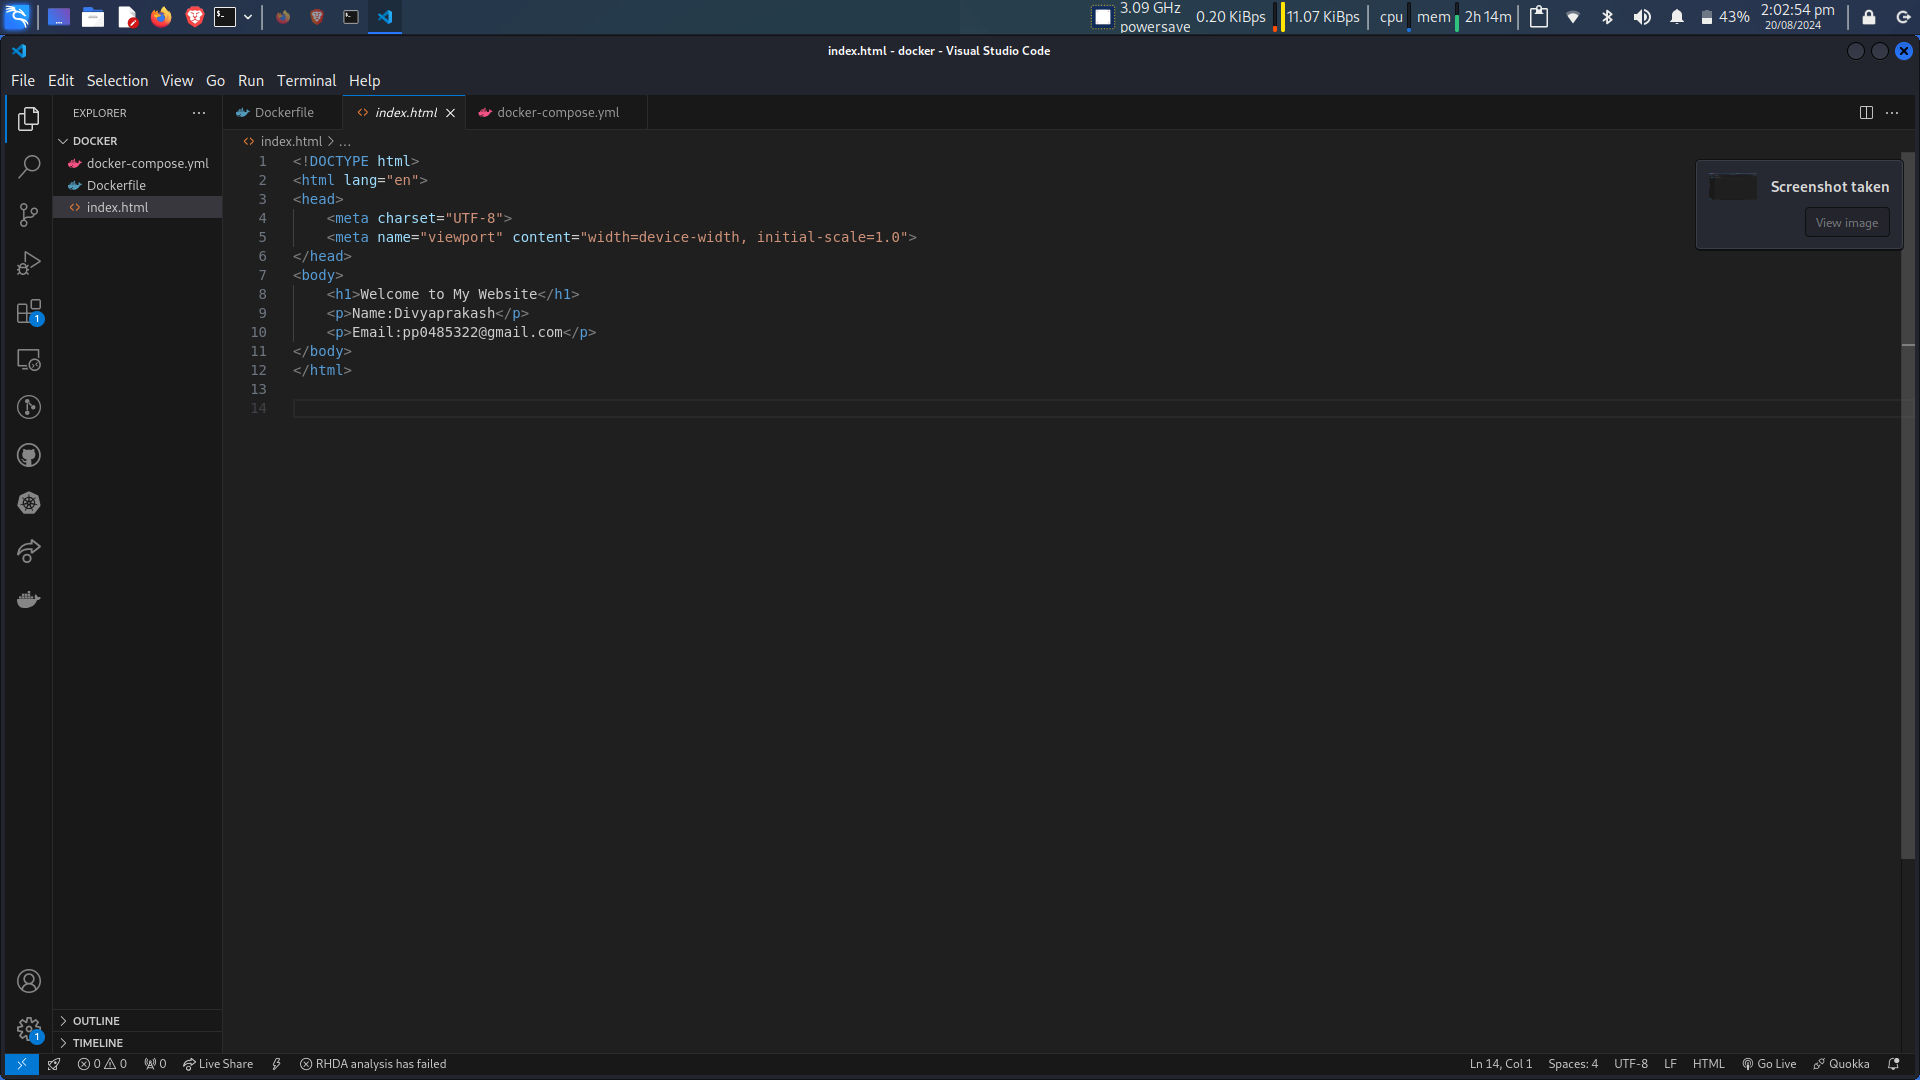 3.09 GHz
powersave
0.20 KiBps
11.07 KiBps
cpu
mem
2h 14m
43%
2:02:54 pm
20/08/2024
index.html - docker - Visual Studio Code
File Edit Selection View Go Run Terminal Help
EXPLORER
DOCKER
docker-compose.yml
Dockerfile
index.html
Dockerfile
index.html
docker-compose.yml
index.html > ...
1 <!DOCTYPE html>
2 <html lang="en">
3 <head>
4     <meta charset="UTF-8">
5     <meta name="viewport" content="width=device-width, initial-scale=1.0">
6 </head>
7 <body>
8     <h1>Welcome to My Website</h1>
9     <p>Name:Divyaprakash</p>
10     <p>Email:pp0485322@gmail.com</p>
11 </body>
12 </html>
13
14
Screenshot taken
View image
1
1
OUTLINE
TIMELINE
0 0 0 Live Share RHDA analysis has failed
Ln 14, Col 1 Spaces: 4 UTF-8 LF HTML Go Live Quokka